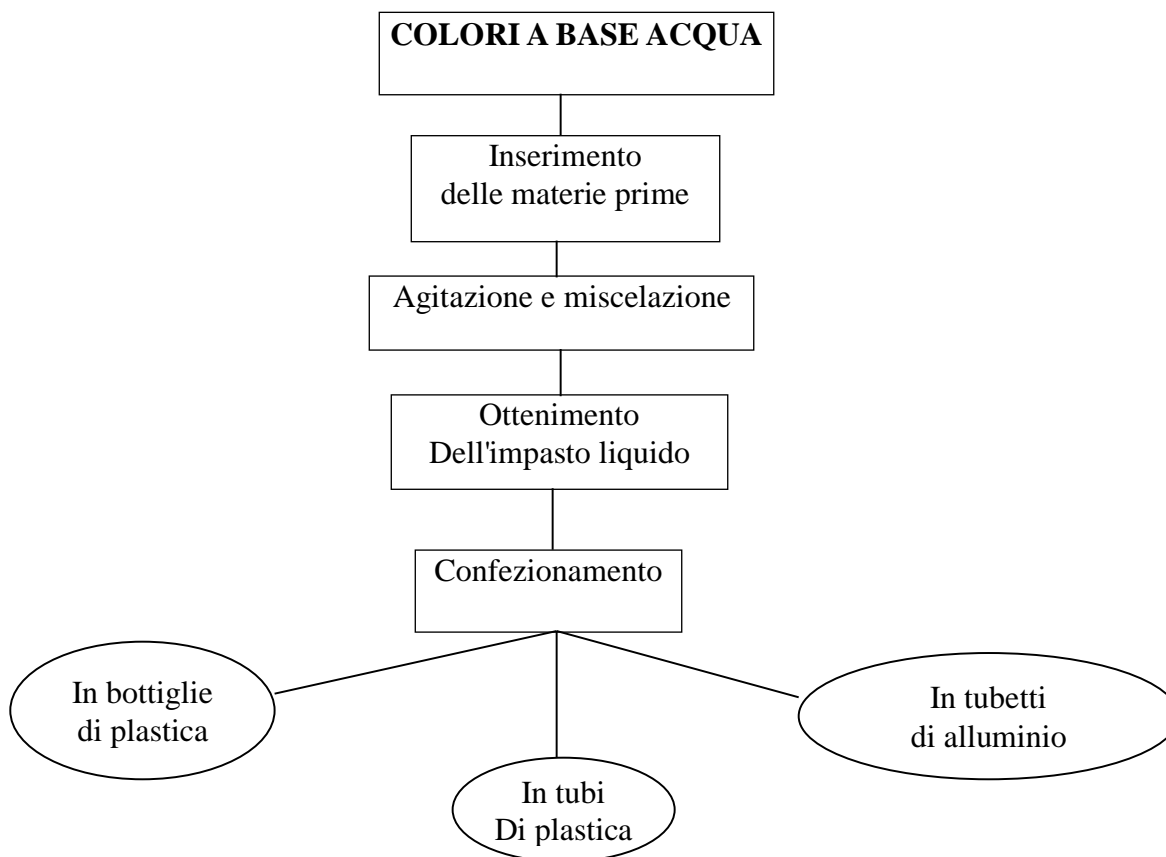 COLORI A BASE ACQUA
Inserimento
delle materie prime
Agitazione e miscelazione
Ottenimento
Dell'impasto liquido
Confezionamento
In bottiglie
di plastica
In tubi
Di plastica
In tubetti
di alluminio